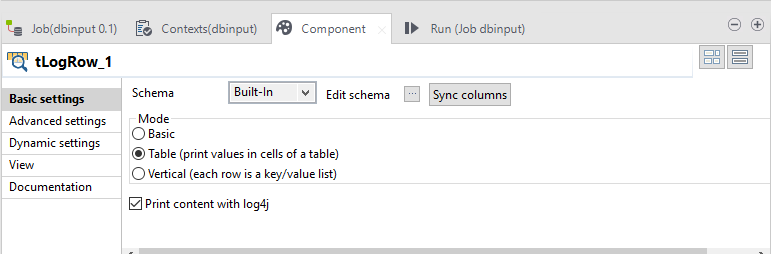 Job(dbinput 0.1) Contexts(dbinput) Component Run (Job dbinput)
tLogRow_1
Basic settings
Advanced settings
Dynamic settings
View
Documentation
Schema Built-In Edit schema ... Sync columns
Mode
Basic
Table (print values in cells of a table)
Vertical (each row is a key/value list)
Print content with log4j